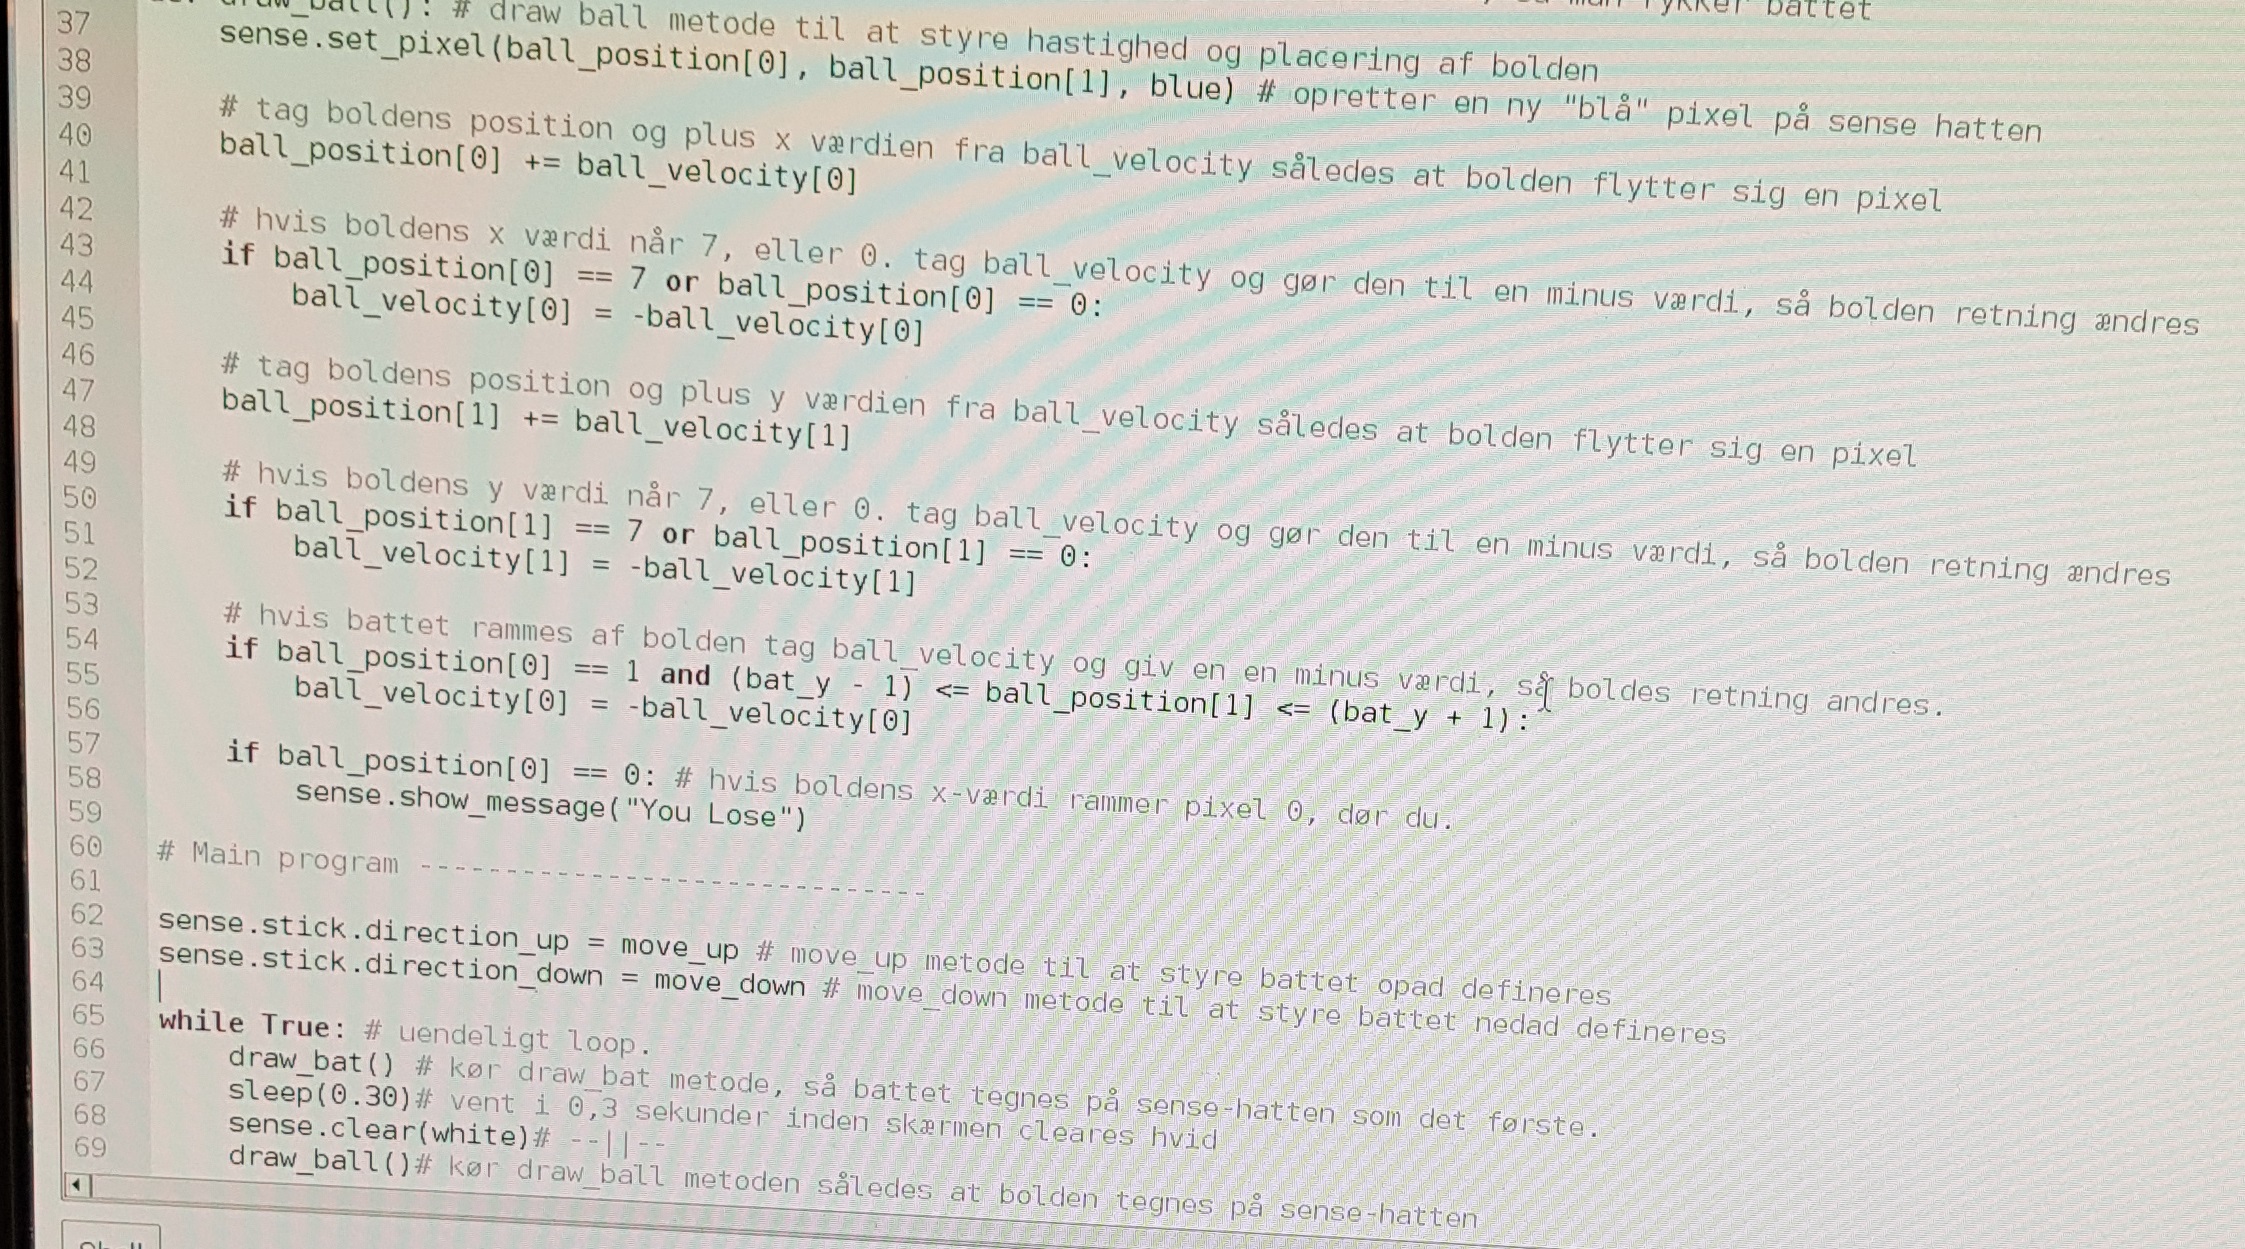 draw_ball(): # draw ball metode til at styre hastighed og placering af bolden
37 sense.set_pixel(ball_position[0], ball_position[1], blue) # opretter en ny "blå" pixel på sense hatten
38
39 # tag boldens position og plus x værdien fra ball_velocity således at bolden flytter sig en pixel
40 ball_position[0] += ball_velocity[0]
41
42 # hvis boldens x værdi når 7, eller 0. tag ball_velocity og gør den til en minus værdi, så bolden retning ændres
43 if ball_position[0] == 7 or ball_position[0] == 0:
44 ball_velocity[0] = -ball_velocity[0]
45
46 # tag boldens position og plus y værdien fra ball_velocity således at bolden flytter sig en pixel
47 ball_position[1] += ball_velocity[1]
48
49 # hvis boldens y værdi når 7, eller 0. tag ball_velocity og gør den til en minus værdi, så bolden retning ændres
50 if ball_position[1] == 7 or ball_position[1] == 0:
51 ball_velocity[1] = -ball_velocity[1]
52
53 # hvis battet rammes af bolden tag ball_velocity og giv en en minus værdi, så boldes retning andres.
54 if ball_position[0] == 1 and (bat_y - 1) <= ball_position[1] <= (bat_y + 1):
55 ball_velocity[0] = -ball_velocity[0]
56
57 if ball_position[0] == 0: # hvis boldens x-værdi rammer pixel 0, dør du.
58 sense.show_message("You Lose")
59
60 # Main program ------------------------------
61
62 sense.stick.direction_up = move_up # move_up metode til at styre battet opad defineres
63 sense.stick.direction_down = move_down # move_down metode til at styre battet nedad defineres
64
65 while True: # uendeligt loop.
66 draw_bat() # kør draw_bat metode, så battet tegnes på sense-hatten som det første.
67 sleep(0.30)# vent i 0,3 sekunder inden skærmen cleares hvid
68 sense.clear(white)# --||--
69 draw_ball()# kør draw_ball metoden således at bolden tegnes på sense-hatten